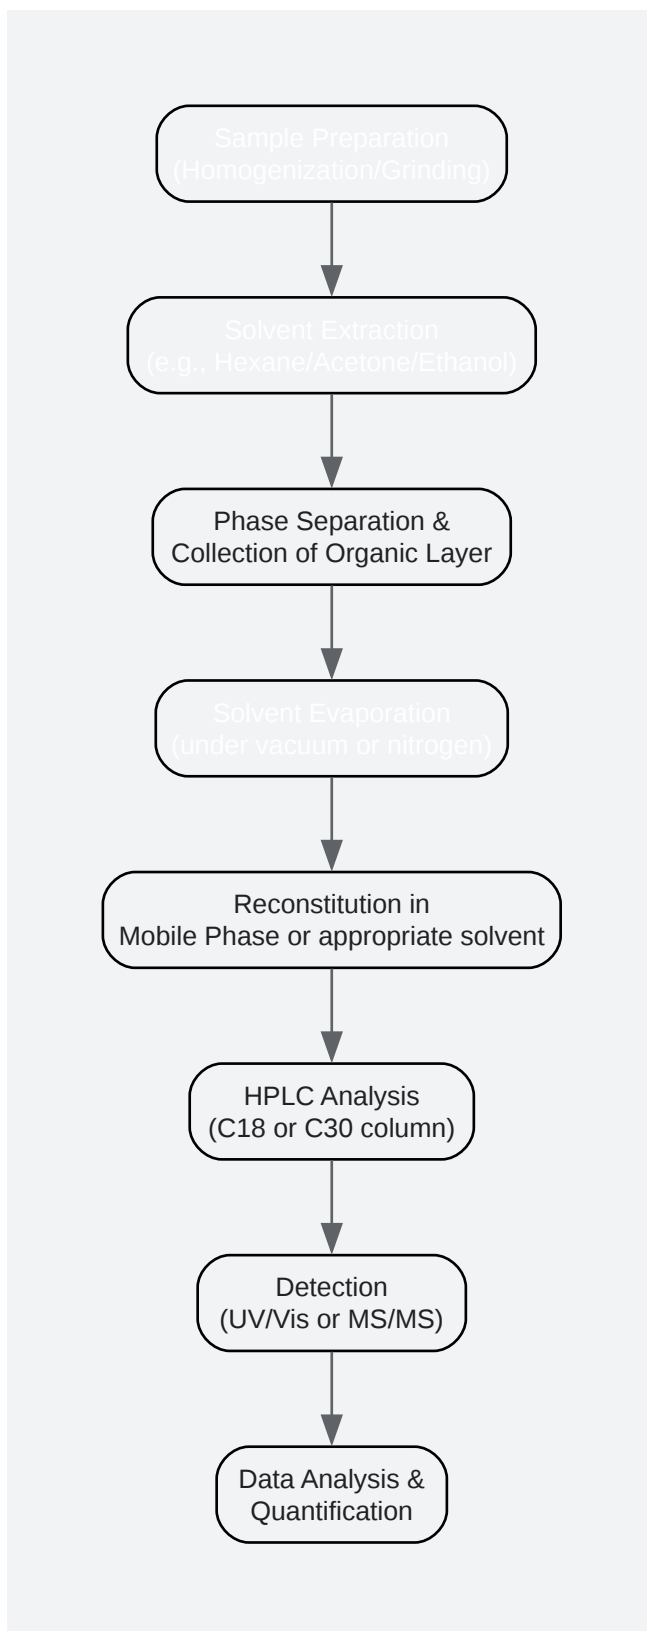 Sample Preparation
(Homogenization/Grinding)
Solvent Extraction
(e.g., Hexane/Acetone/Ethanol)
Phase Separation &
Collection of Organic Layer
Solvent Evaporation
(under vacuum or nitrogen)
Reconstitution in
Mobile Phase or appropriate solvent
HPLC Analysis
(C18 or C30 column)
Detection
(UV/Vis or MS/MS)
Data Analysis &
Quantification